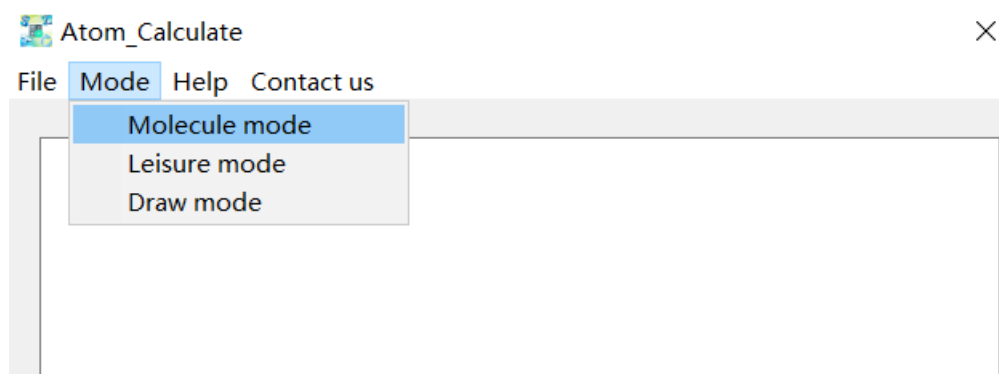 Atom_Calculate
File Mode Help Contact us
Molecule mode
Leisure mode
Draw mode